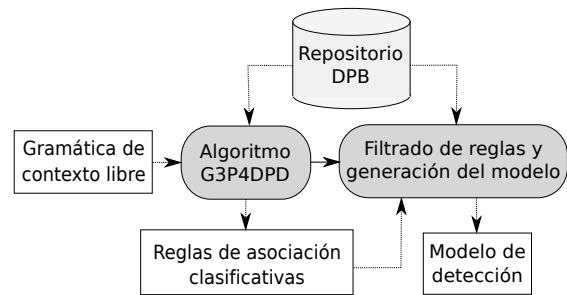 Repositorio
DPB
Gramática de
contexto libre
Algoritmo
G3P4DPD
Filtrado de reglas y
generación del modelo
Reglas de asociación
clasificativas
Modelo de
detección